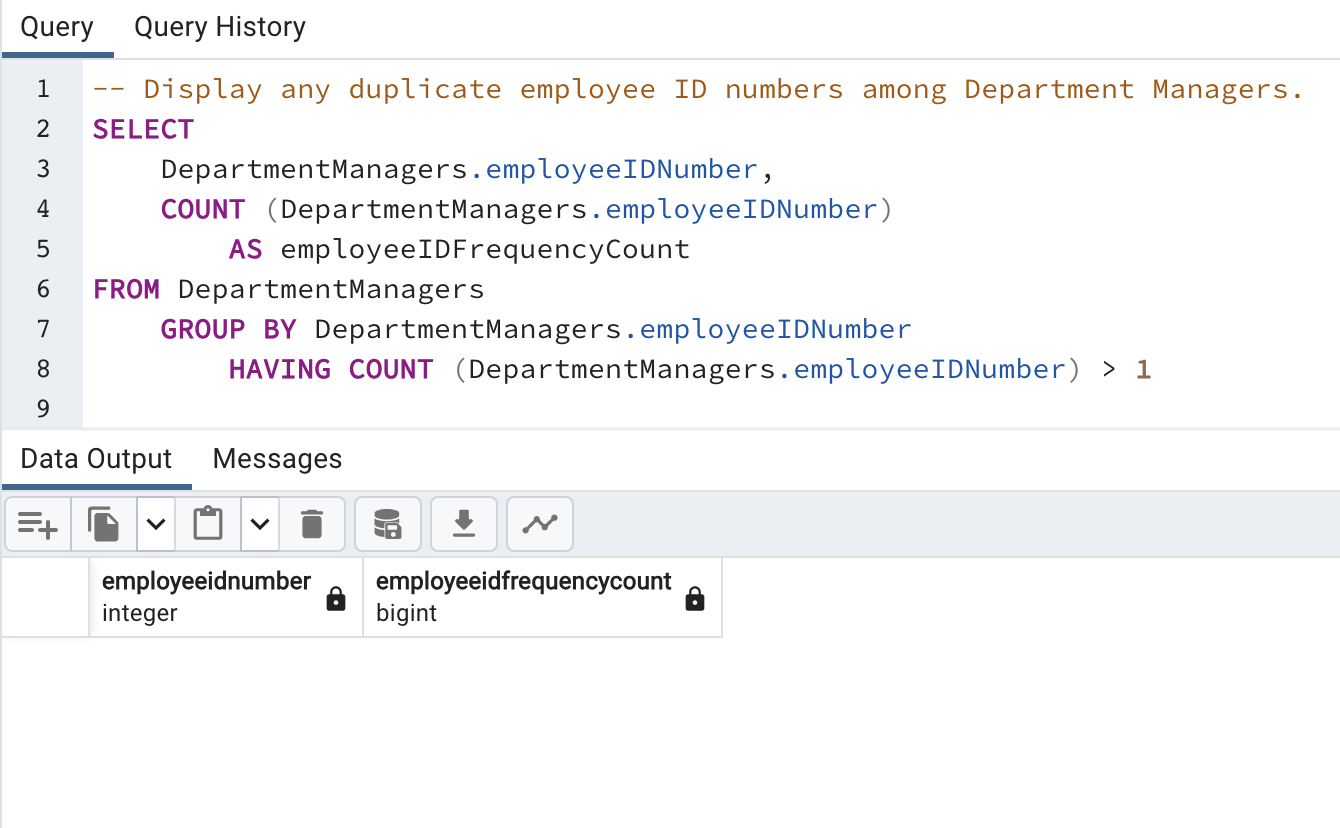 Query Query History
1 -- Display any duplicate employee ID numbers among Department Managers.
2 SELECT
3 DepartmentManagers.employeeIDNumber,
4 COUNT (DepartmentManagers.employeeIDNumber)
5 AS employeeIDFrequencyCount
6 FROM DepartmentManagers
7 GROUP BY DepartmentManagers.employeeIDNumber
8 HAVING COUNT (DepartmentManagers.employeeIDNumber) > 1
9
Data Output Messages
employeeidnumber employeeidfrequencycount
integer bigint